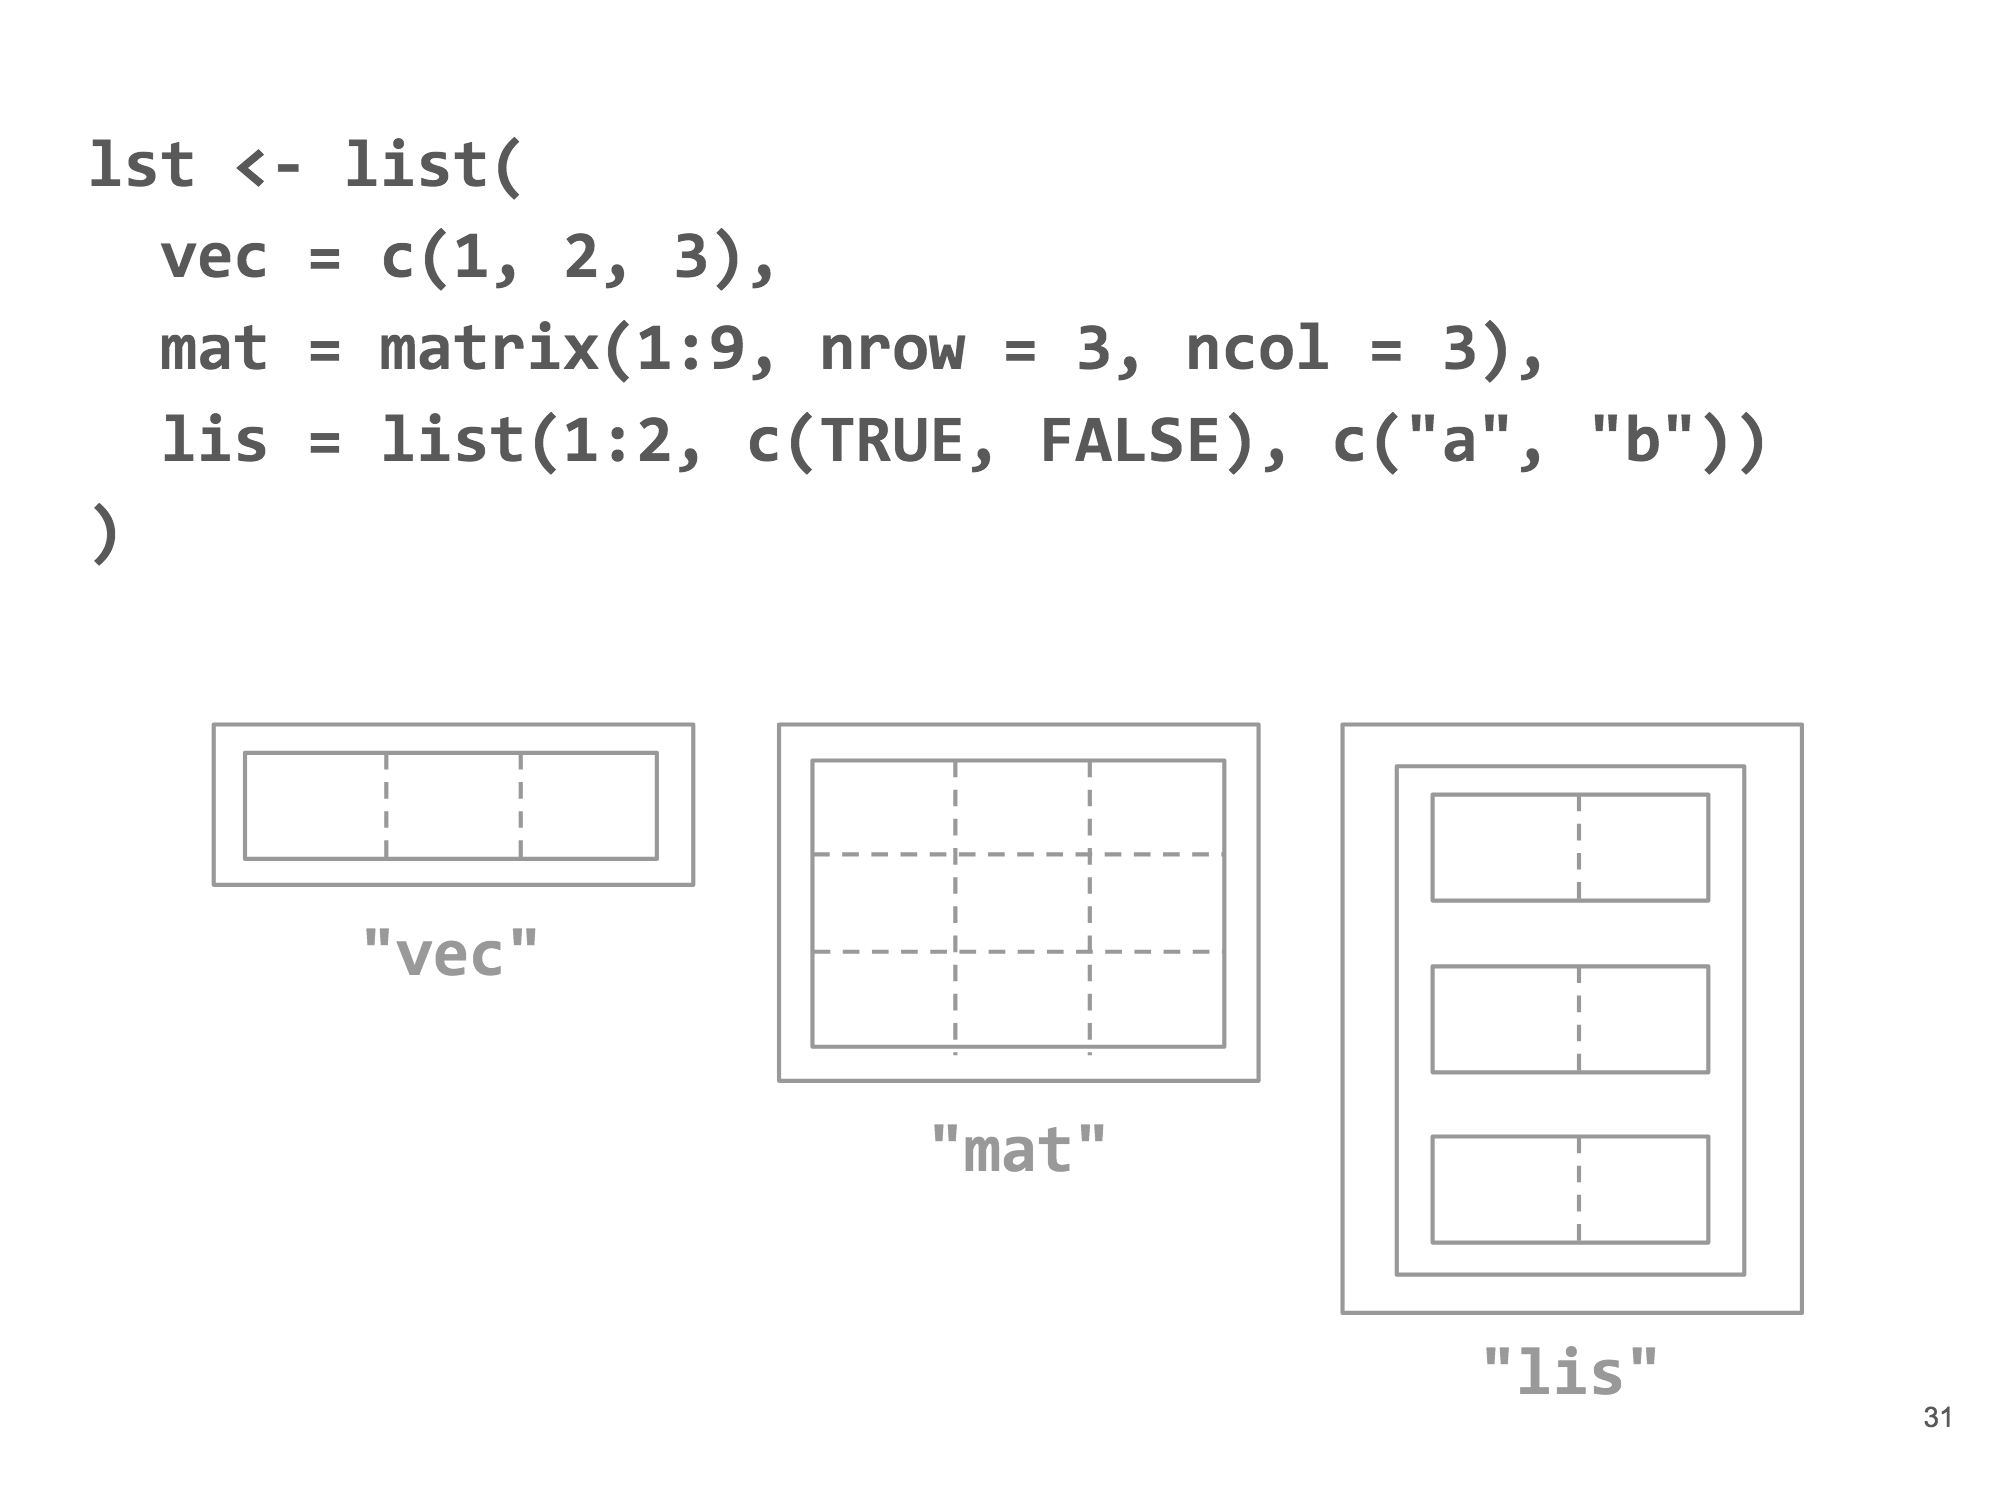 lst <- list(
  vec = c(1, 2, 3),
  mat = matrix(1:9, nrow = 3, ncol = 3),
  lis = list(1:2, c(TRUE, FALSE), c("a", "b"))
)
"vec"
"mat"
"lis"
31